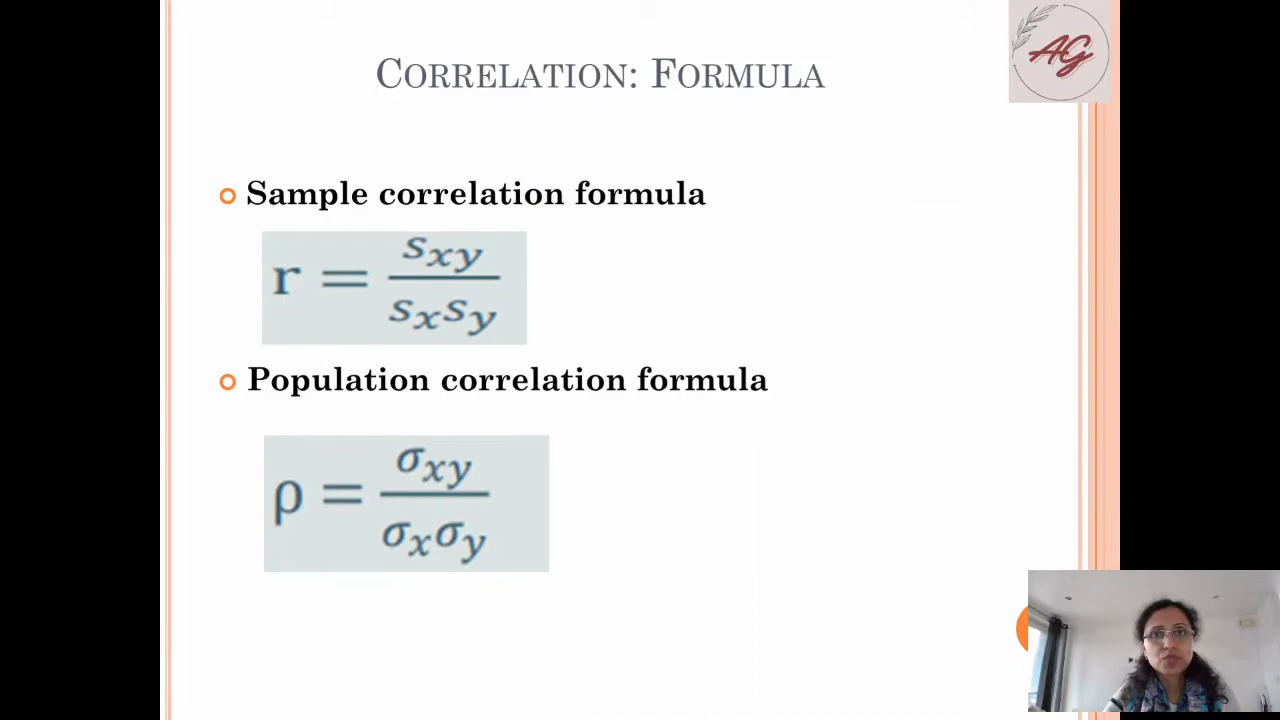 CORRELATION: FORMULA
AG
Sample correlation formula
r = s_xy / s_x s_y
Population correlation formula
ρ = σ_xy / σ_x σ_y